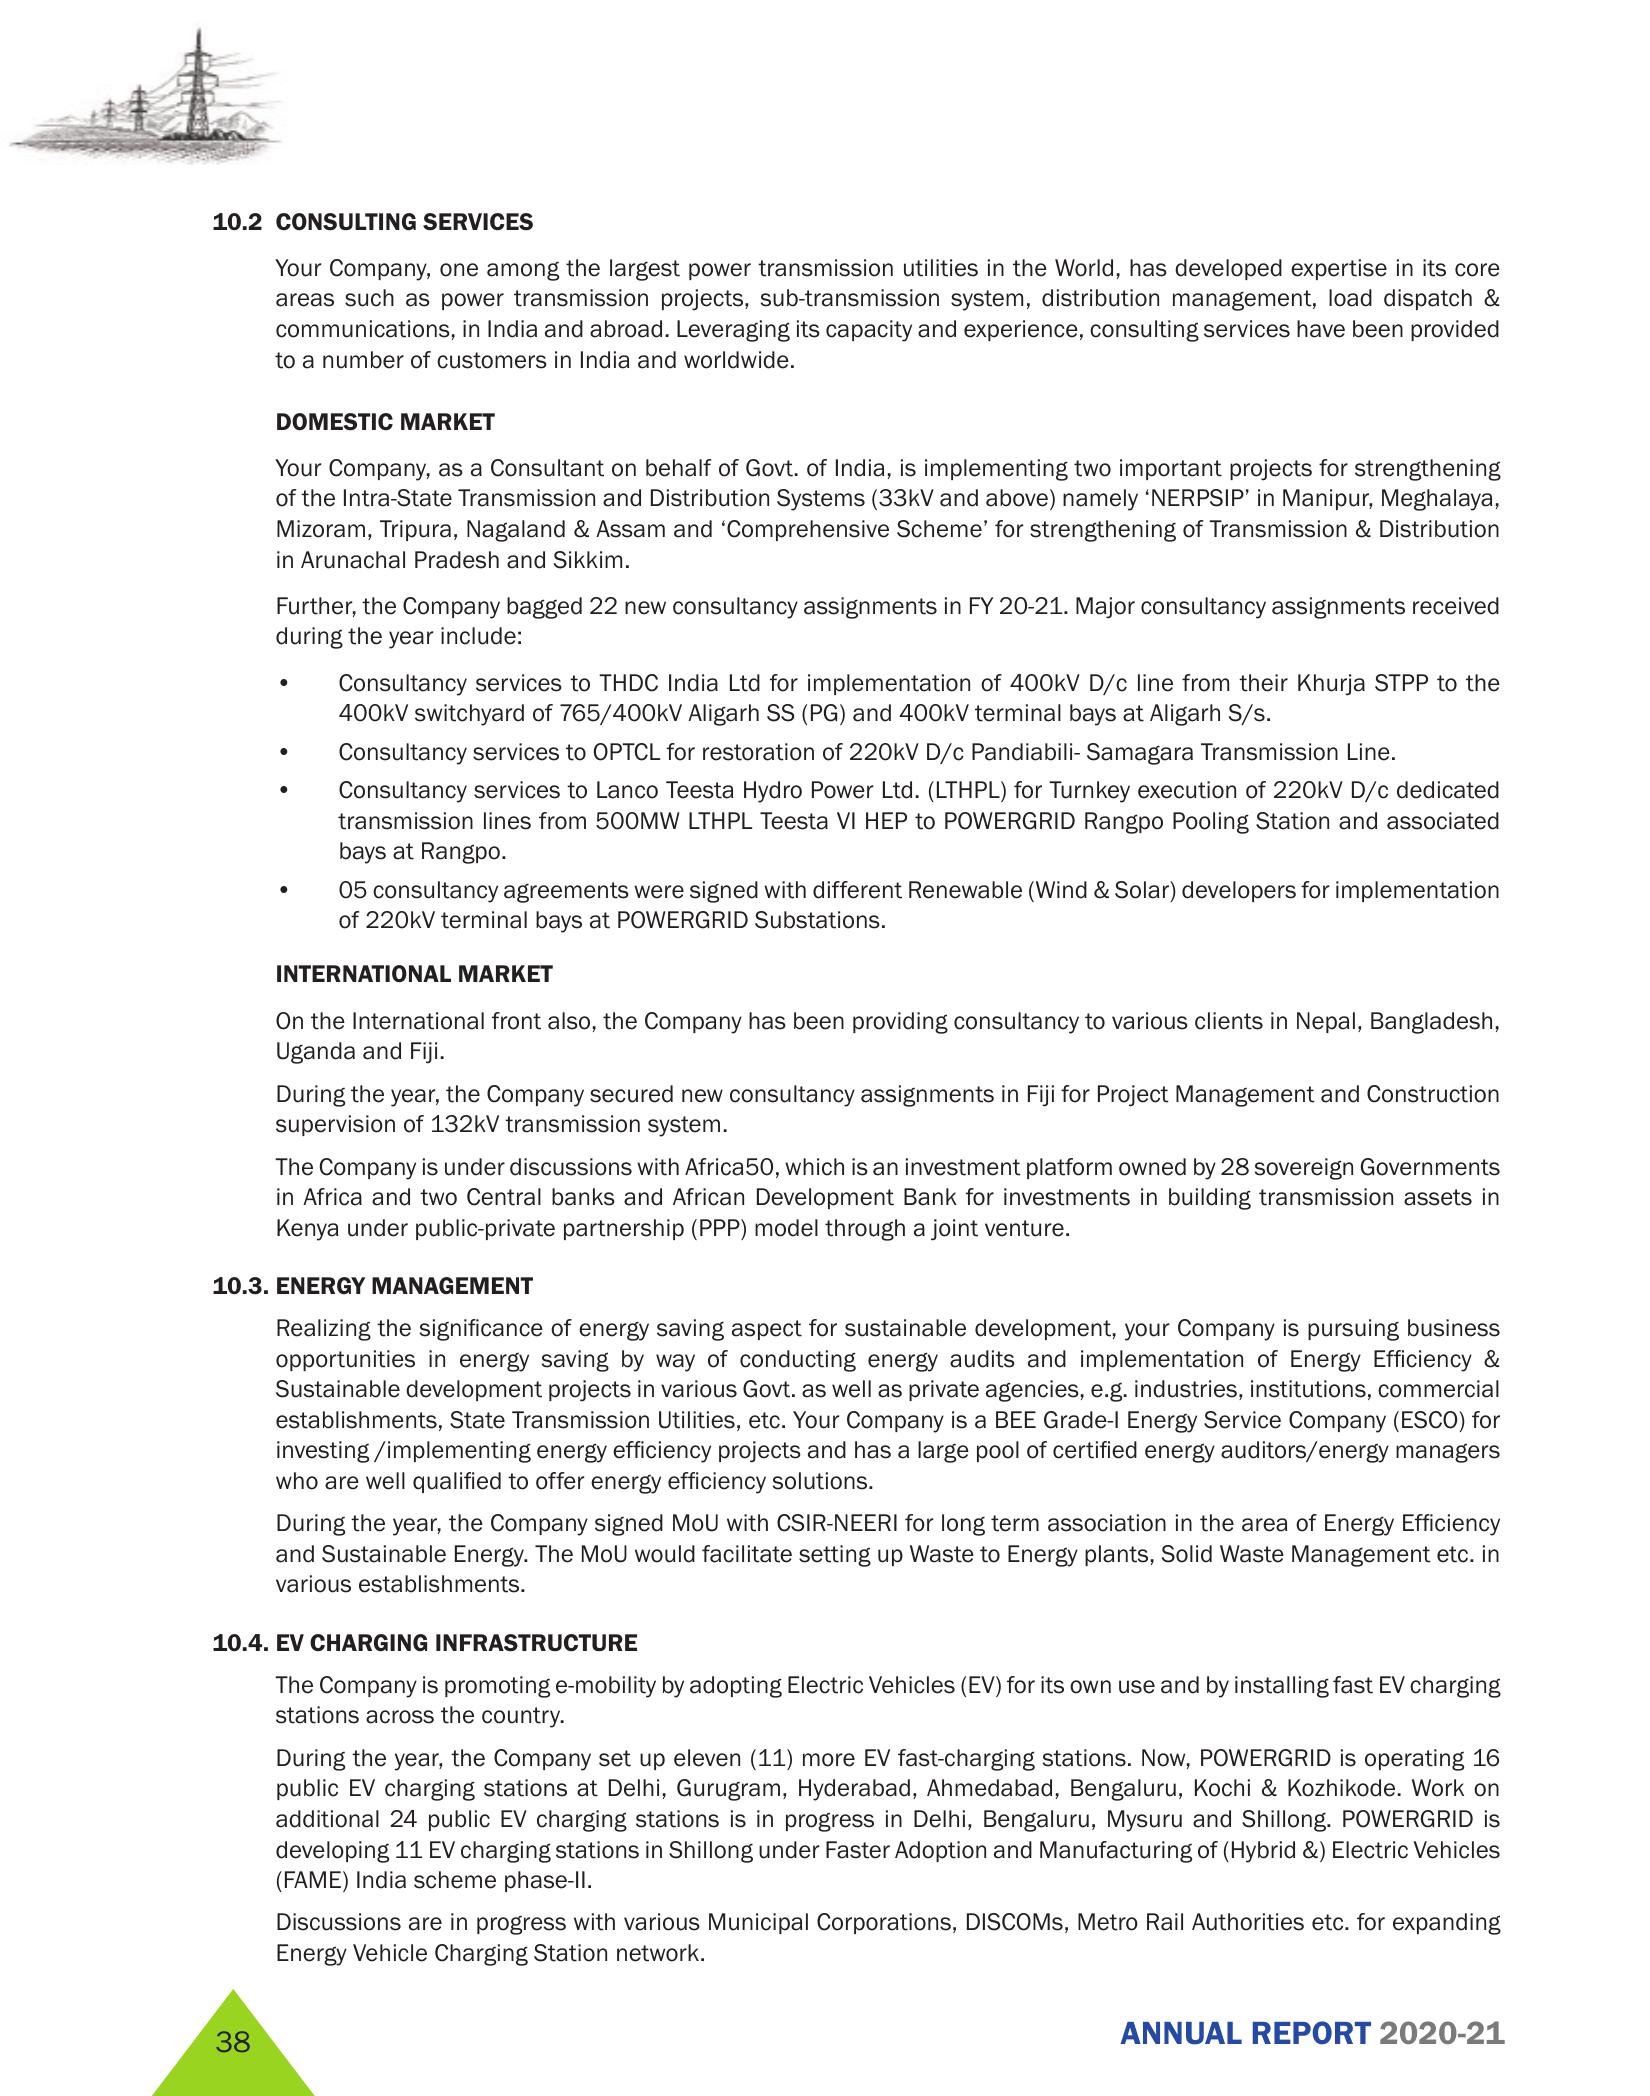 10.2 CONSULTING SERVICES
Your Company, one among the largest power transmission utilities in the World, has developed expertise in its core
areas such as power transmission projects, sub-transmission system, distribution management, load dispatch &
communications, in India and abroad. Leveraging its capacity and experience, consulting services have been provided
to a number of customers in India and worldwide.
DOMESTIC MARKET
Your Company, as a Consultant on behalf of Govt. of India, is implementing two important projects for strengthening
of the Intra-State Transmission and Distribution Systems (33kV and above) namely ‘NERPSIP’ in Manipur, Meghalaya,
Mizoram, Tripura, Nagaland & Assam and ‘Comprehensive Scheme’ for strengthening of Transmission & Distribution
in Arunachal Pradesh and Sikkim.
Further, the Company bagged 22 new consultancy assignments in FY 20-21. Major consultancy assignments received
during the year include:
• Consultancy services to THDC India Ltd for implementation of 400kV D/c line from their Khurja STPP to the
400kV switchyard of 765/400kV Aligarh SS (PG) and 400kV terminal bays at Aligarh S/s.
• Consultancy services to OPTCL for restoration of 220kV D/c Pandiabili- Samagara Transmission Line.
• Consultancy services to Lanco Teesta Hydro Power Ltd. (LTHPL) for Turnkey execution of 220kV D/c dedicated
transmission lines from 500MW LTHPL Teesta VI HEP to POWERGRID Rangpo Pooling Station and associated
bays at Rangpo.
• 05 consultancy agreements were signed with different Renewable (Wind & Solar) developers for implementation
of 220kV terminal bays at POWERGRID Substations.
INTERNATIONAL MARKET
On the International front also, the Company has been providing consultancy to various clients in Nepal, Bangladesh,
Uganda and Fiji.
During the year, the Company secured new consultancy assignments in Fiji for Project Management and Construction
supervision of 132kV transmission system.
The Company is under discussions with Africa50, which is an investment platform owned by 28 sovereign Governments
in Africa and two Central banks and African Development Bank for investments in building transmission assets in
Kenya under public-private partnership (PPP) model through a joint venture.
10.3. ENERGY MANAGEMENT
Realizing the significance of energy saving aspect for sustainable development, your Company is pursuing business
opportunities in energy saving by way of conducting energy audits and implementation of Energy Efficiency &
Sustainable development projects in various Govt. as well as private agencies, e.g. industries, institutions, commercial
establishments, State Transmission Utilities, etc. Your Company is a BEE Grade-I Energy Service Company (ESCO) for
investing /implementing energy efficiency projects and has a large pool of certified energy auditors/energy managers
who are well qualified to offer energy efficiency solutions.
During the year, the Company signed MoU with CSIR-NEERI for long term association in the area of Energy Efficiency
and Sustainable Energy. The MoU would facilitate setting up Waste to Energy plants, Solid Waste Management etc. in
various establishments.
10.4. EV CHARGING INFRASTRUCTURE
The Company is promoting e-mobility by adopting Electric Vehicles (EV) for its own use and by installing fast EV charging
stations across the country.
During the year, the Company set up eleven (11) more EV fast-charging stations. Now, POWERGRID is operating 16
public EV charging stations at Delhi, Gurugram, Hyderabad, Ahmedabad, Bengaluru, Kochi & Kozhikode. Work on
additional 24 public EV charging stations is in progress in Delhi, Bengaluru, Mysuru and Shillong. POWERGRID is
developing 11 EV charging stations in Shillong under Faster Adoption and Manufacturing of (Hybrid &) Electric Vehicles
(FAME) India scheme phase-II.
Discussions are in progress with various Municipal Corporations, DISCOMs, Metro Rail Authorities etc. for expanding
Energy Vehicle Charging Station network.
38
ANNUAL REPORT 2020-21